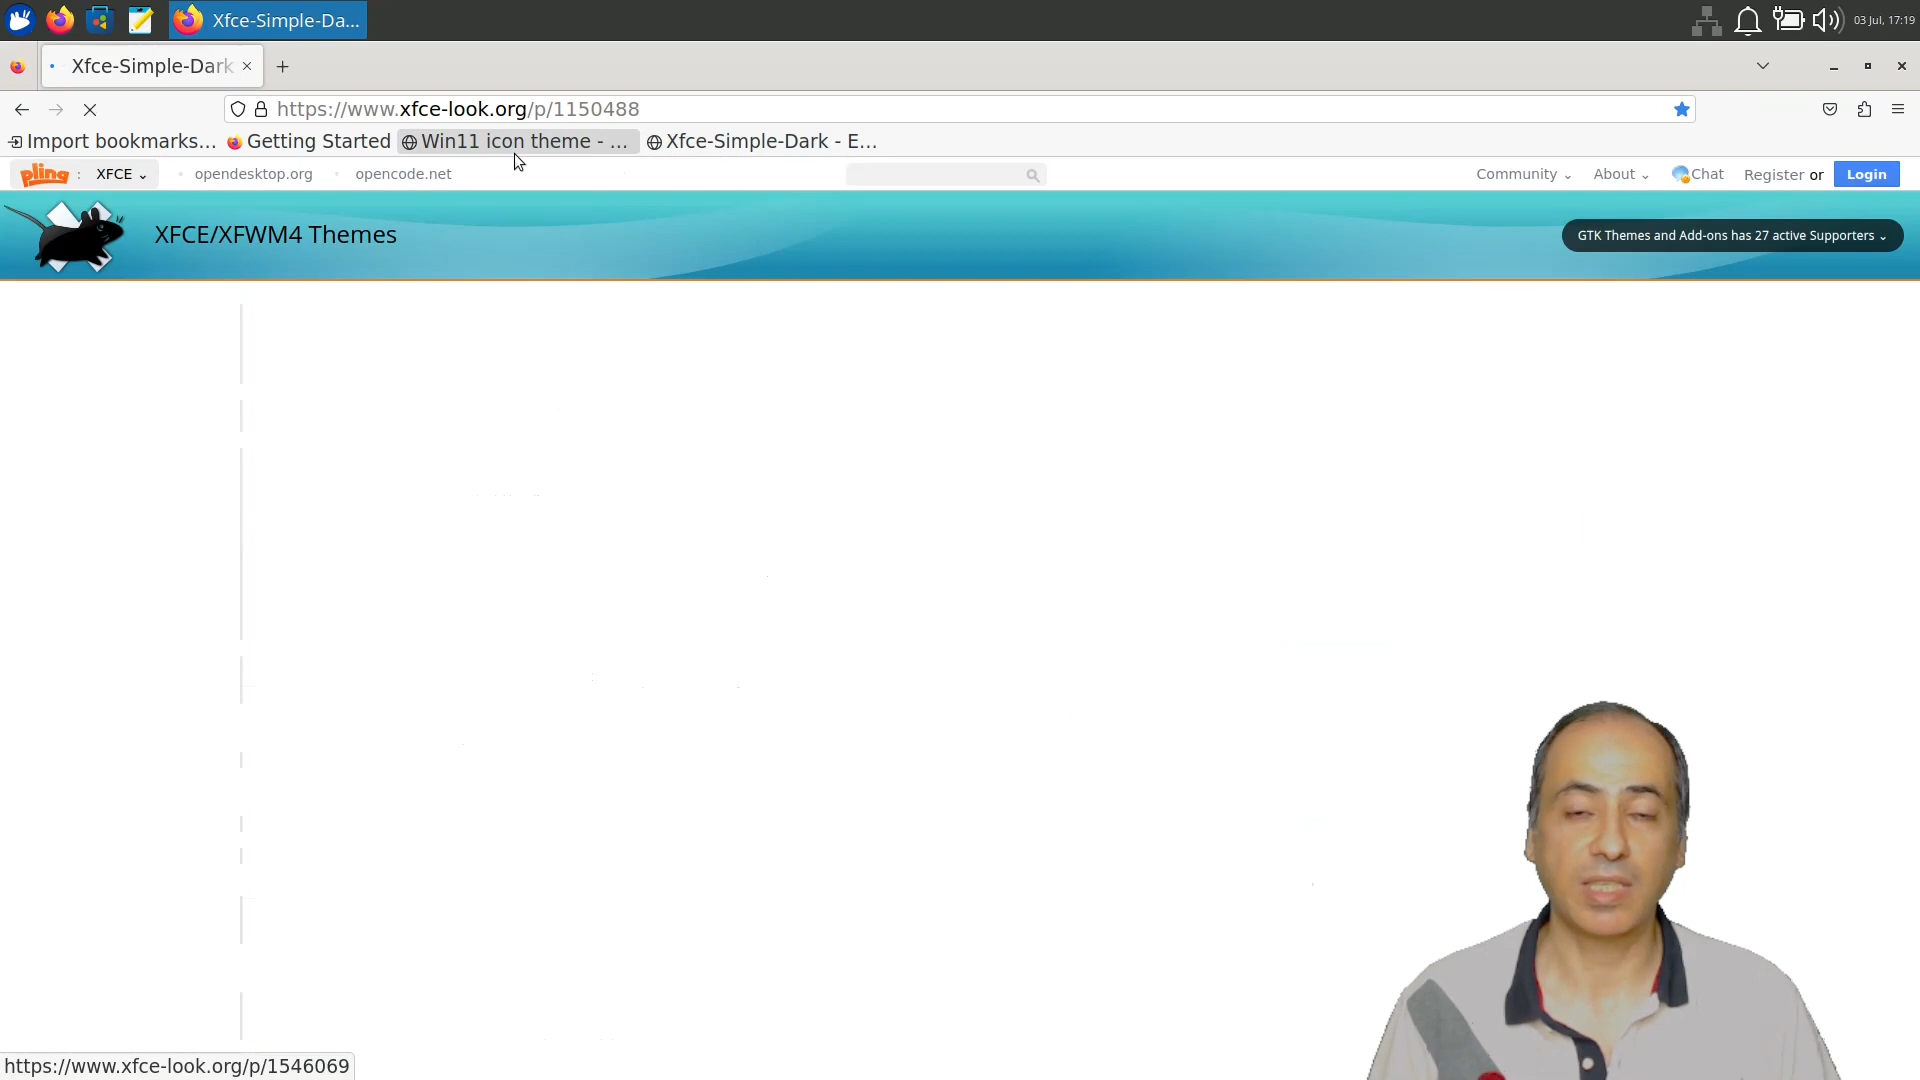 Xfce-Simple-Da...
03 Jul, 17:19
Xfce-Simple-Dark
https://www.xfce-look.org/p/1150488
Import bookmarks...
Getting Started
Win11 icon theme - ...
Xfce-Simple-Dark - E...
pling : XFCE
opendesktop.org
opencode.net
Community
About
Chat
Register or
Login
XFCE/XFWM4 Themes
GTK Themes and Add-ons has 27 active Supporters
https://www.xfce-look.org/p/1546069